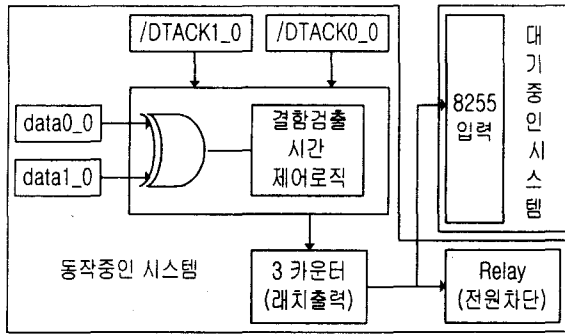 /DTACK1_0
/DTACK0_0
data0_0
data1_0
결함검출
시간
제어로직
8255
입력
대기중인시스템
동작중인 시스템
3 카운터
(래치출력)
Relay
(전원차단)